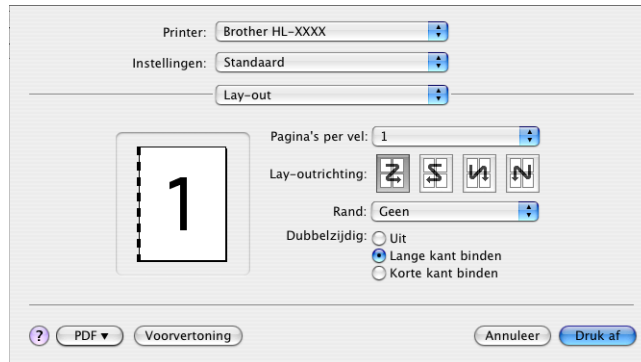 Printer: Brother HL-XXXX
Instellingen: Standaard
Lay-out
Pagina's per vel: 1
1
Lay-outrichting:
Rand: Geen
Dubbelzijdig: Uit
Lange kant binden
Korte kant binden
? PDF ▼ Voorvertoning Annuleer Druk af